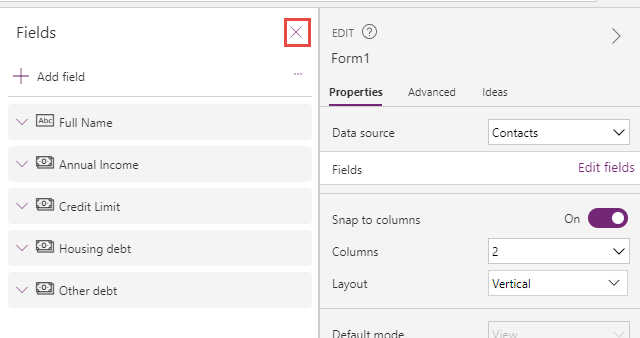 Fields
Add field
...
Abc Full Name
Annual Income
Credit Limit
Housing debt
Other debt
EDIT ?
Form1
Properties Advanced Ideas
Data source Contacts
Fields Edit fields
Snap to columns On
Columns 2
Layout Vertical
Default mode View